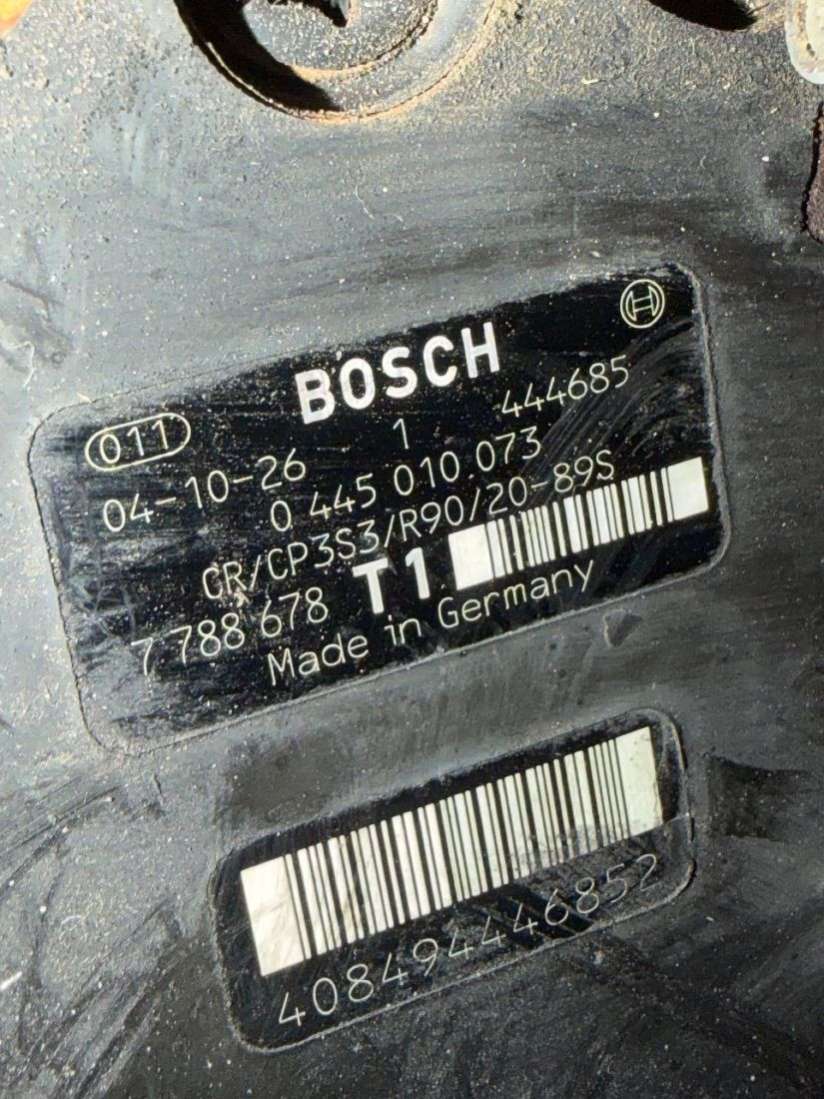 BOSCH
011
04-10-26 1 444685
0 445 010 073
CR/CP3S3/R90/20-89S
7 788 678 T1
Made in Germany
408494446852